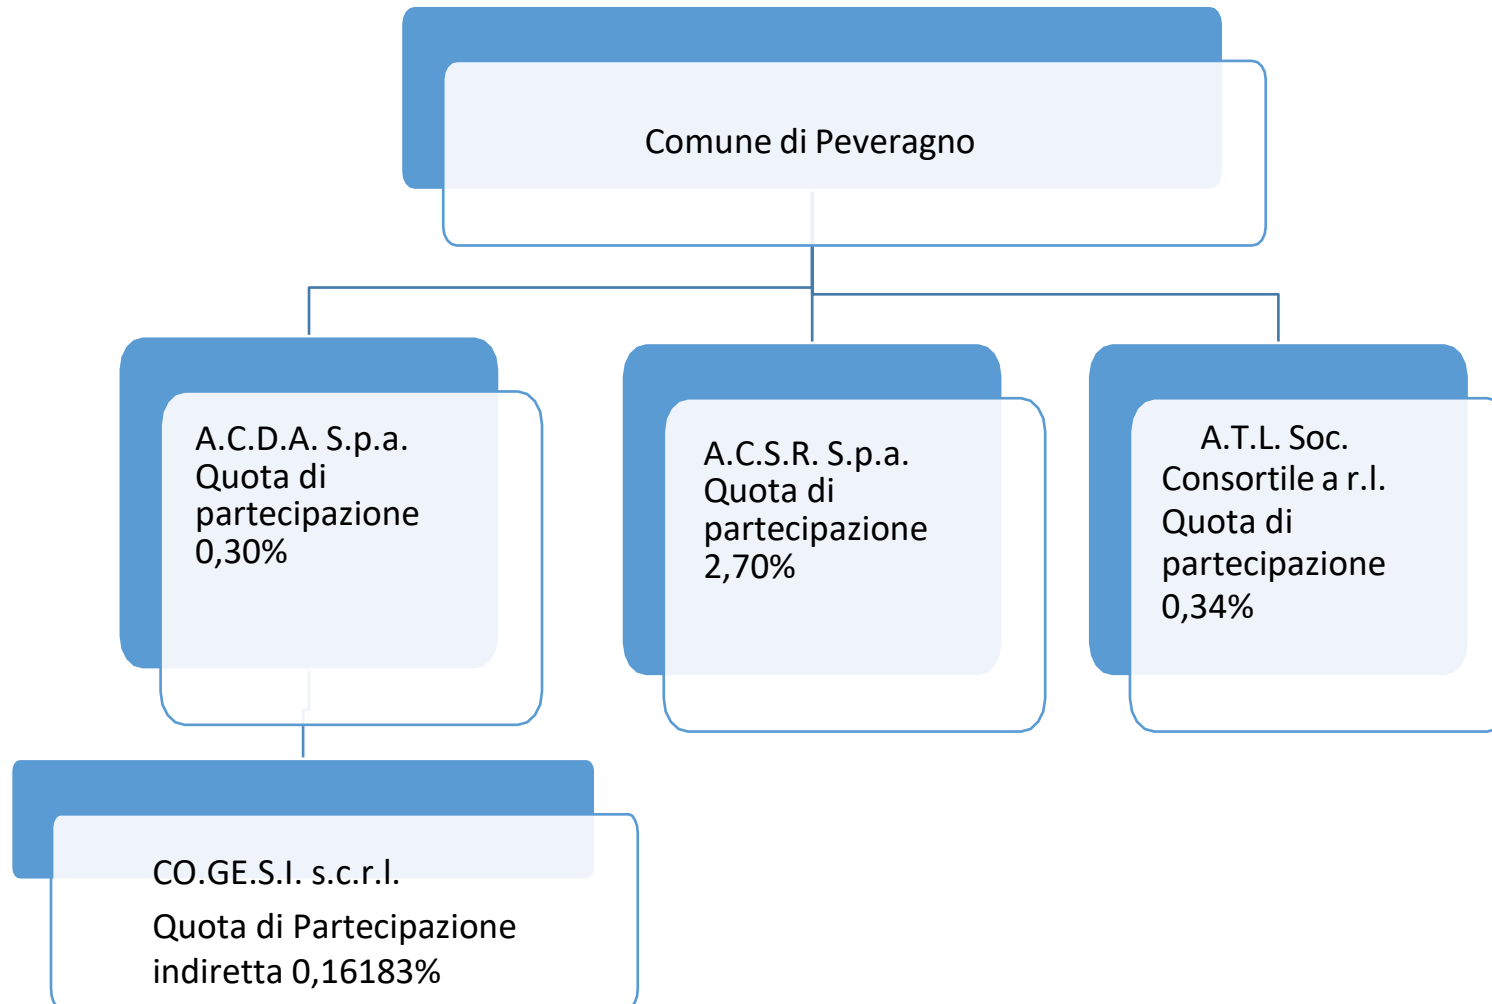 Comune di Peveragno
A.C.D.A. S.p.a.
Quota di
partecipazione
0,30%
A.C.S.R. S.p.a.
Quota di
partecipazione
2,70%
A.T.L. Soc.
Consortile a r.l.
Quota di
partecipazione
0,34%
CO.GE.S.I. s.c.r.l.
Quota di Partecipazione
indiretta 0,16183%